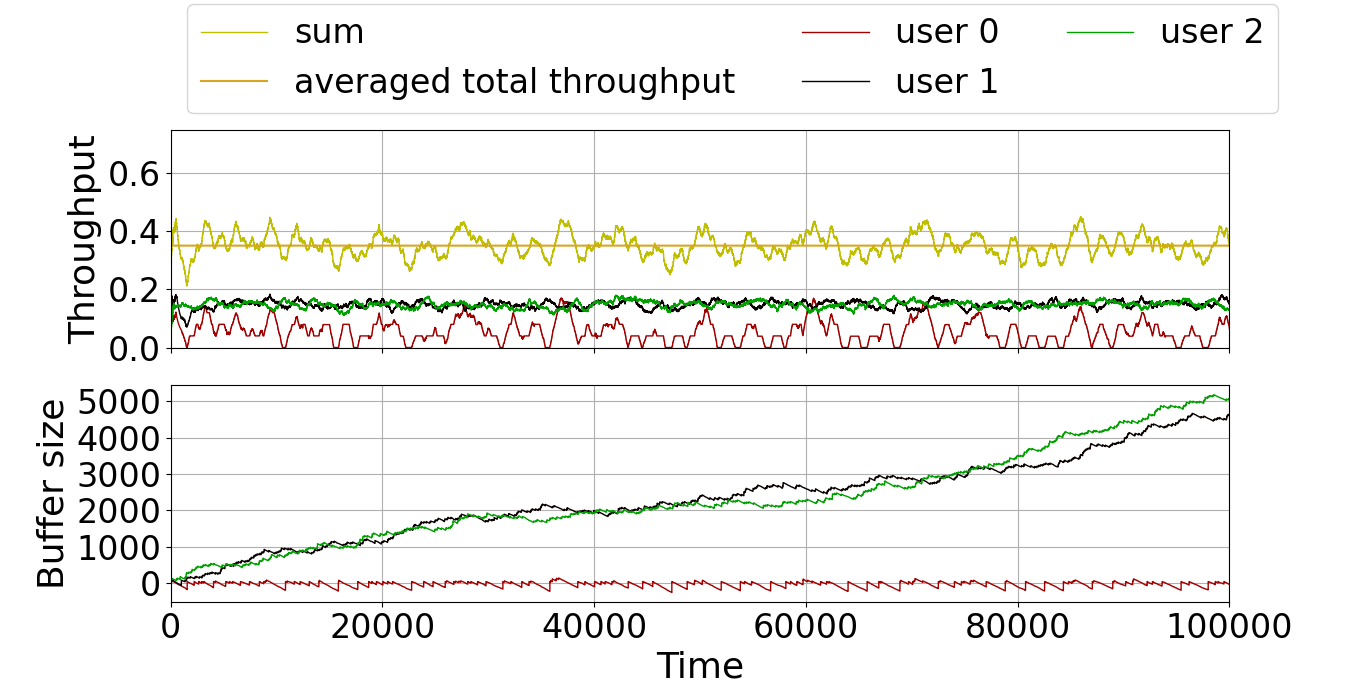 sum
averaged total throughput
user 0
user 1
user 2
Throughput
0.6
0.4
0.2
0.0
Buffer size
5000
4000
3000
2000
1000
0
0 20000 40000 60000 80000 100000
Time